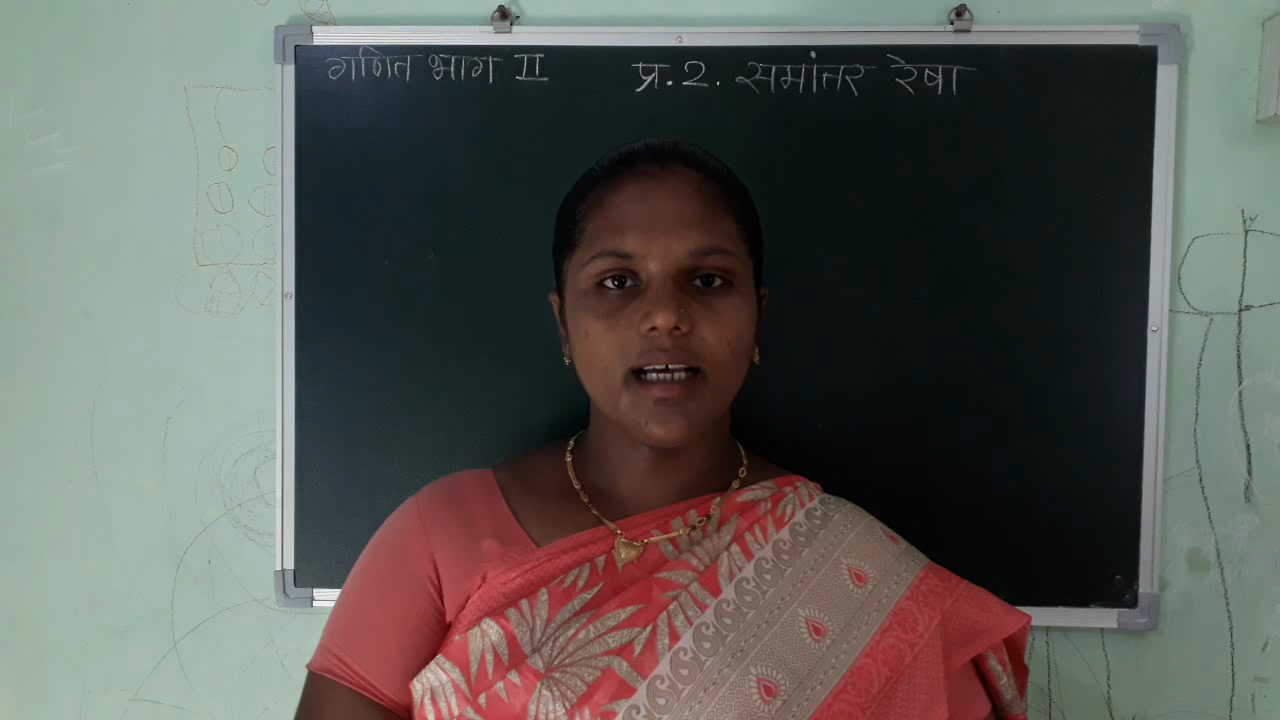 गणित भाग II प्र. 2. समांतर रेषा